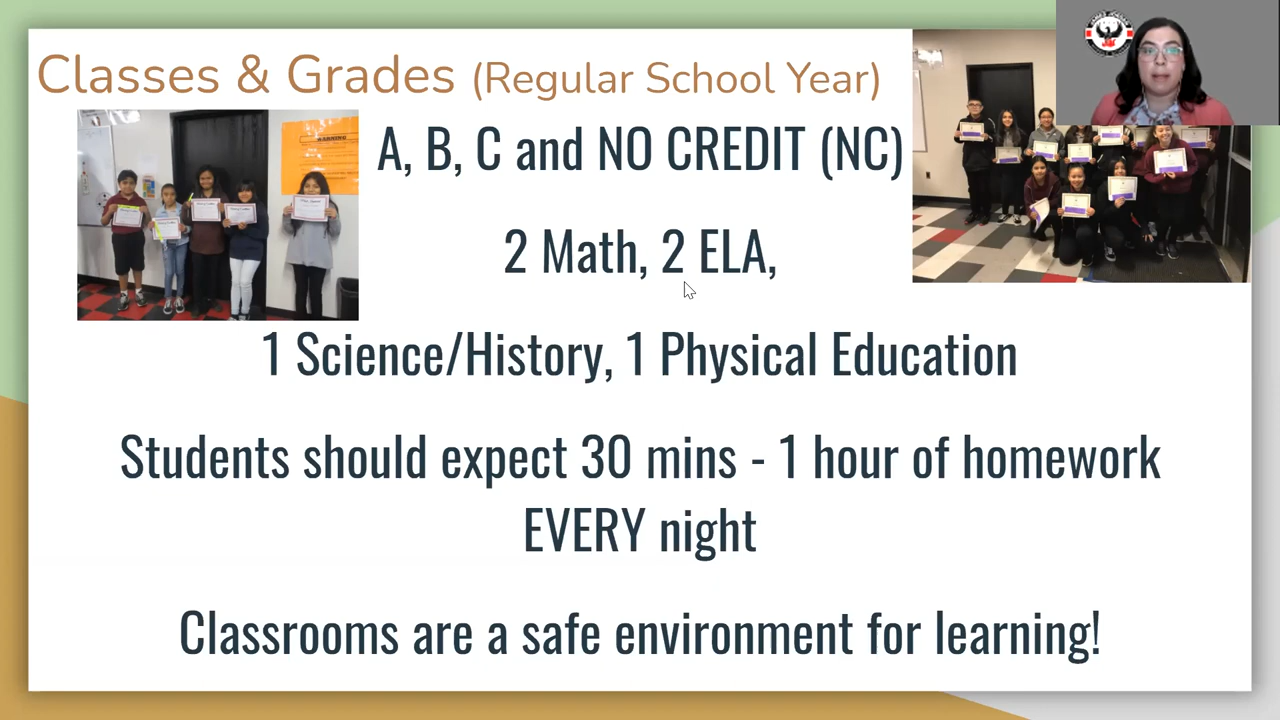 Classes & Grades (Regular School Year)
A, B, C and NO CREDIT (NC)
2 Math, 2 ELA,
1 Science/History, 1 Physical Education
Students should expect 30 mins - 1 hour of homework
EVERY night
Classrooms are a safe environment for learning!
WARNING